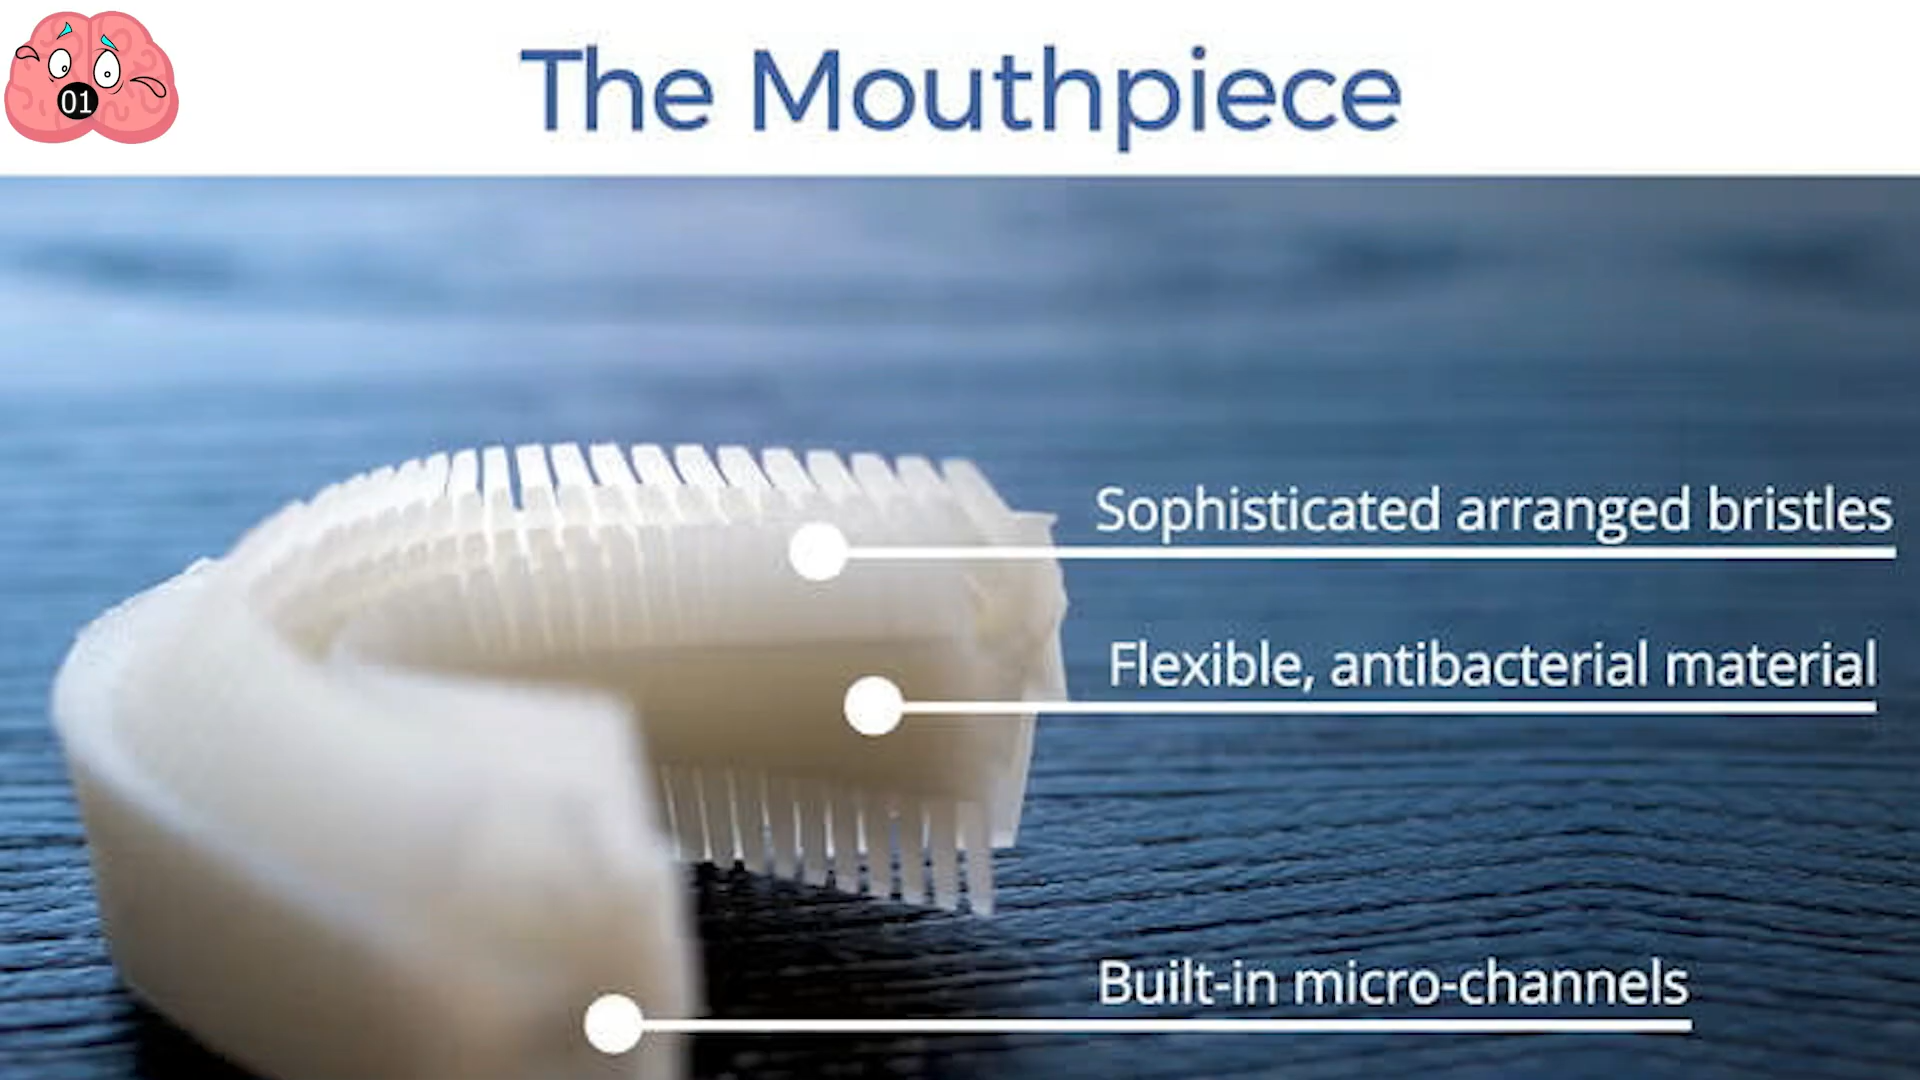 01
The Mouthpiece
Sophisticated arranged bristles
Flexible, antibacterial material
Built-in micro-channels